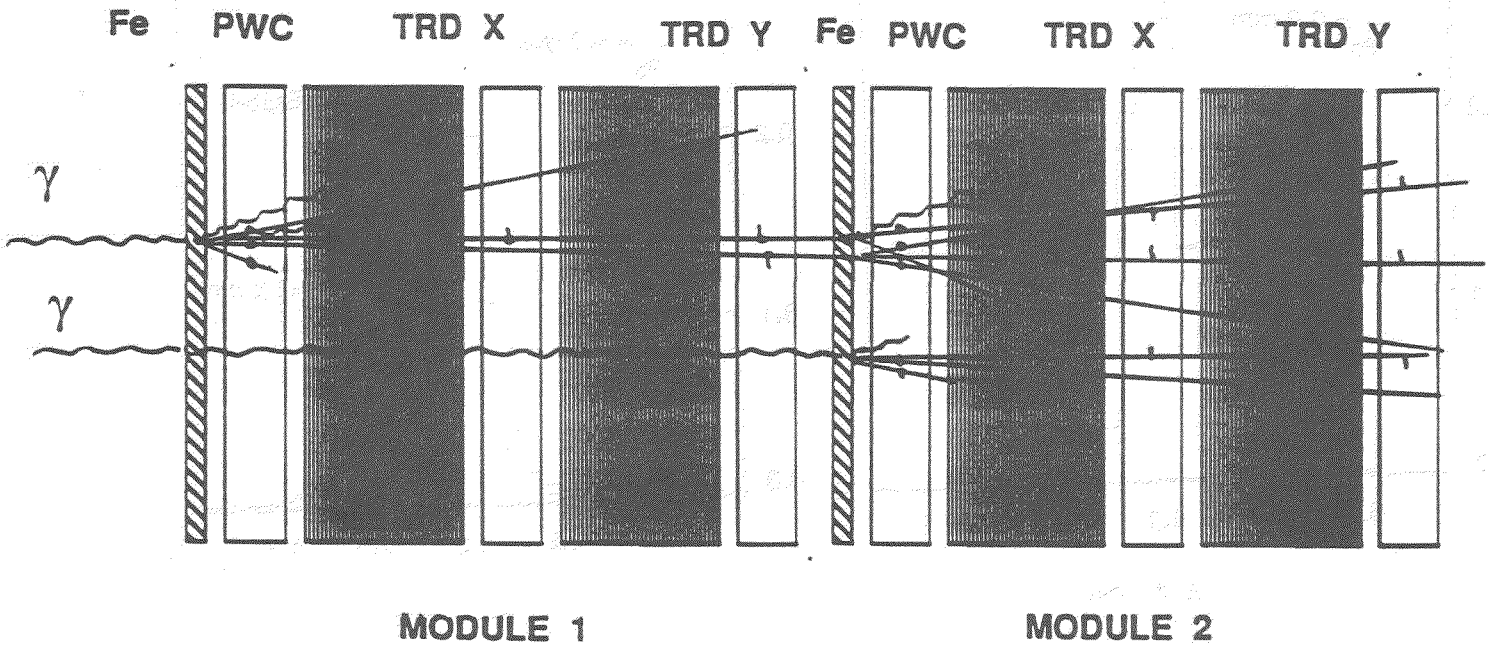 Fe PWC TRD X TRD Y Fe PWC TRD X TRD Y
γ
γ
MODULE 1 MODULE 2